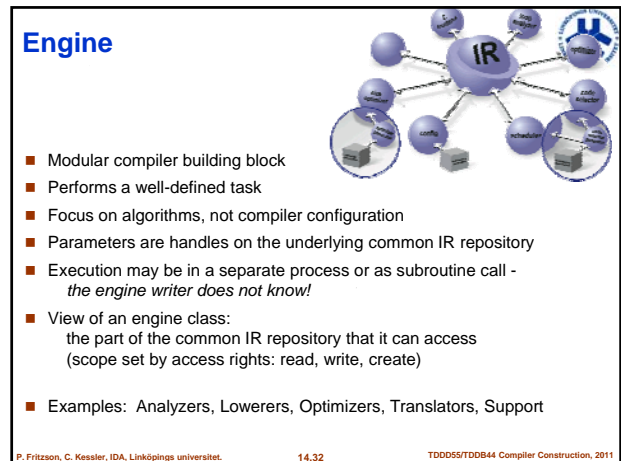 Engine
IR
optimizer
code
selector
scheduler
config
optimizer
Modular compiler building block
Performs a well-defined task
Focus on algorithms, not compiler configuration
Parameters are handles on the underlying common IR repository
Execution may be in a separate process or as subroutine call -
the engine writer does not know!
View of an engine class:
the part of the common IR repository that it can access
(scope set by access rights: read, write, create)
Examples: Analyzers, Lowerers, Optimizers, Translators, Support
P. Fritzson, C. Kessler, IDA, Linköpings universitet.
14.32
TDDD55/TDDB44 Compiler Construction, 2011